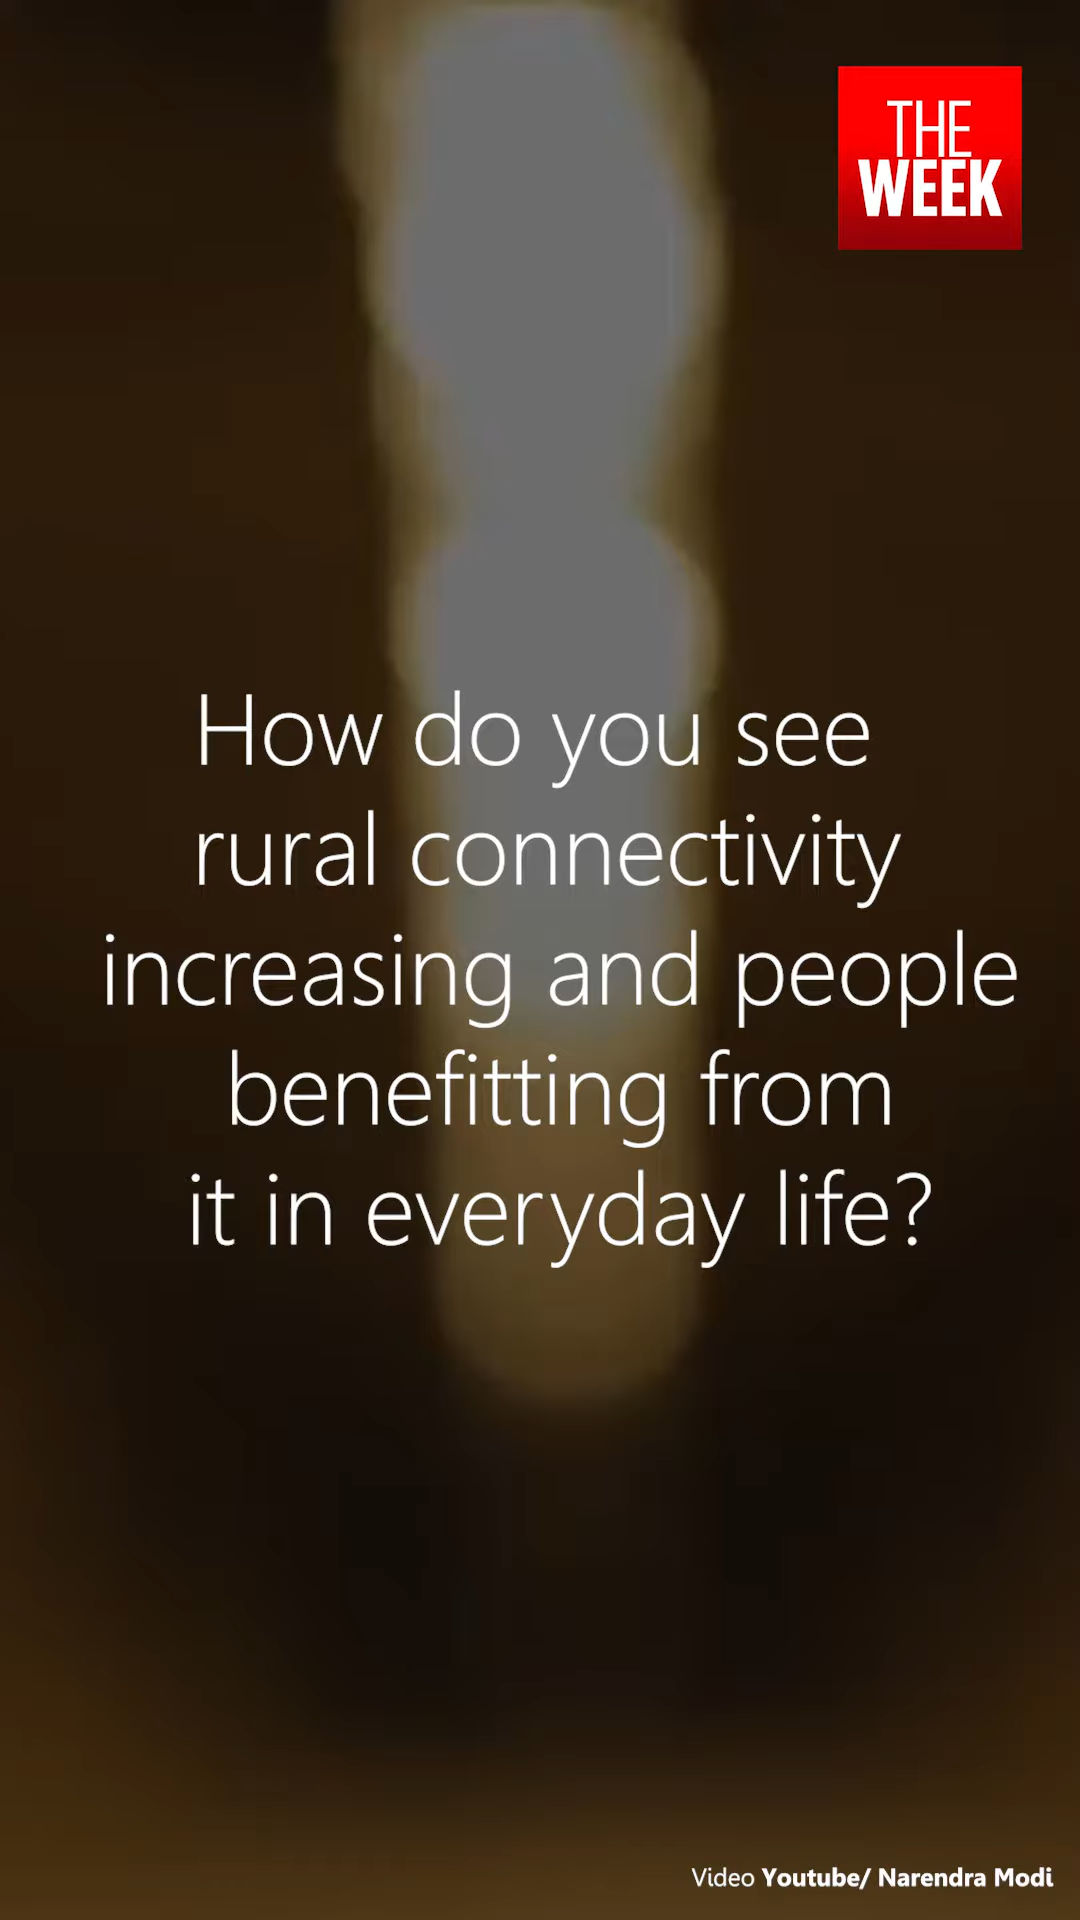 THE
WEEK
How do you see
rural connectivity
increasing and people
benefitting from
it in everyday life?
Video Youtube/ Narendra Modi